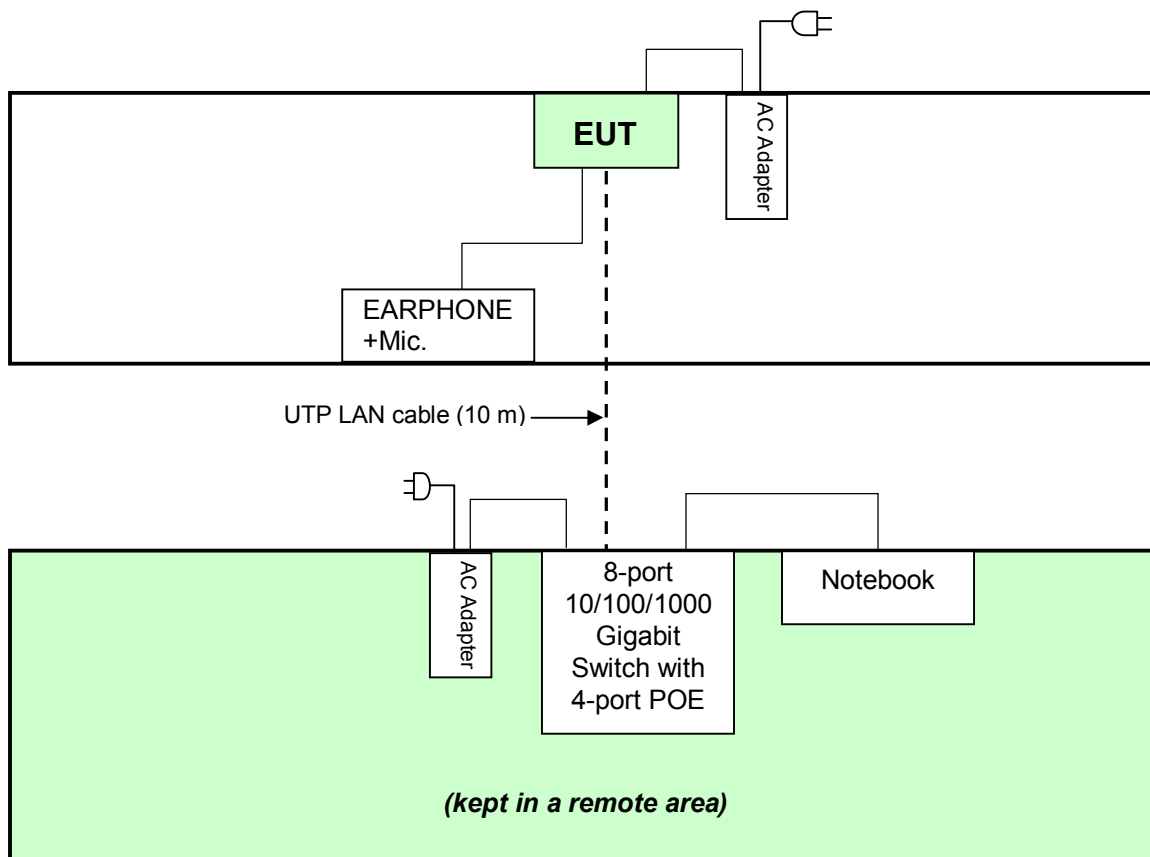 EUT
AC Adapter
EARPHONE
+Mic.
UTP LAN cable (10 m)
AC Adapter
8-port
10/100/1000
Gigabit
Switch with
4-port POE
Notebook
(kept in a remote area)